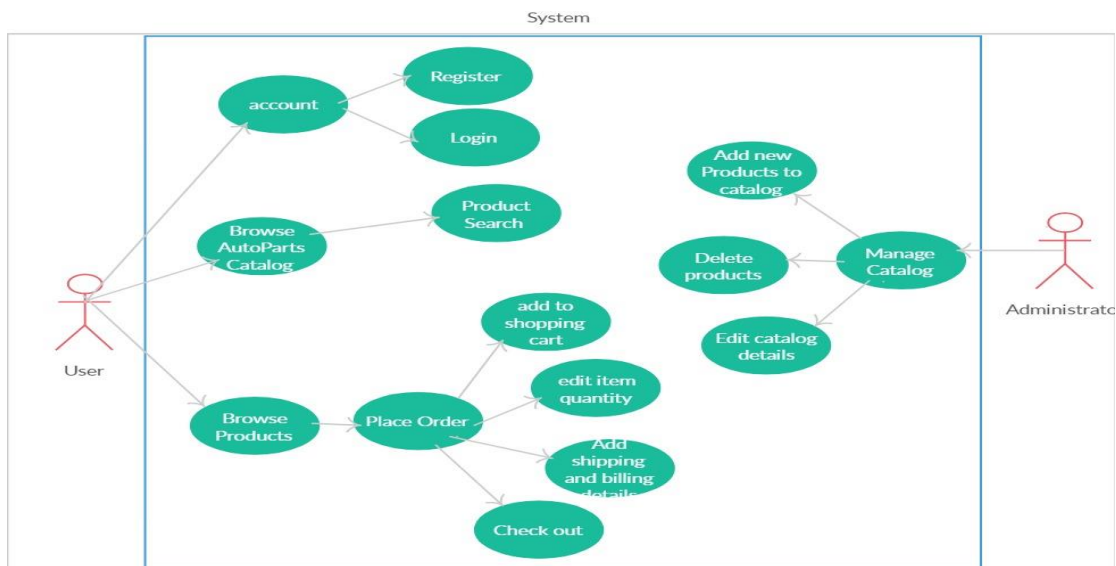 System
account
Register
Login
Browse
AutoParts
Catalog
Product
Search
Add new
Products to
catalog
Delete
products
Manage
Catalog
Edit catalog
details
Administrato
User
add to
shopping
cart
edit item
quantity
Browse
Products
Place Order
Add
shipping
and billing
details
Check out